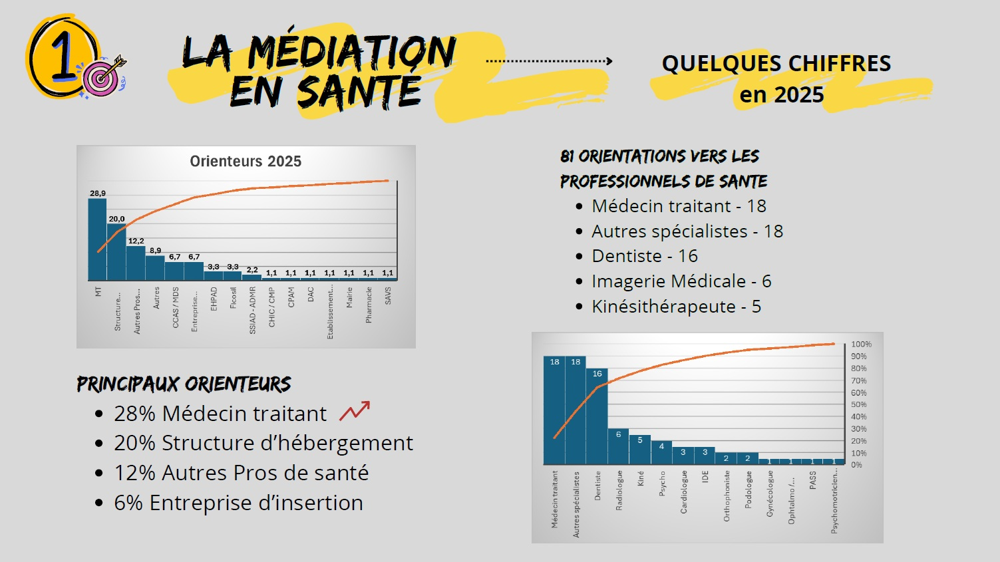 1
LA MÉDIATION
EN SANTÉ
QUELQUES CHIFFRES
en 2025
Orienteurs 2025
28,9
20,0
12,2
8,9
6,7
6,7
3,3
3,3
2,2
1,1
1,1
1,1
1,1
1,1
1,1
1,1
MT
Structure...
Autres Pros...
Autres
CCAS / MDS
Entreprise...
EHPAD
Ficosil
SSIAD - ADMR
CHIC / CMP
CPAM
DAC
Etablissement...
Mairie
Pharmacie
SAVS
PRINCIPAUX ORIENTEURS
• 28% Médecin traitant
• 20% Structure d’hébergement
• 12% Autres Pros de santé
• 6% Entreprise d’insertion
81 ORIENTATIONS VERS LES
PROFESSIONNELS DE SANTE
• Médecin traitant - 18
• Autres spécialistes - 18
• Dentiste - 16
• Imagerie Médicale - 6
• Kinésithérapeute - 5
18
18
16
6
5
4
3
3
2
2
1
1
1
1
100%
90%
80%
70%
60%
50%
40%
30%
20%
10%
0%
Médecin traitant
Autres spécialistes
Dentiste
Radiologue
Kiné
Psycho
Cardiologue
IDE
Orthophoniste
Podologue
Gynécologue
Ophtalmo /...
PASS
Psychomotricien...